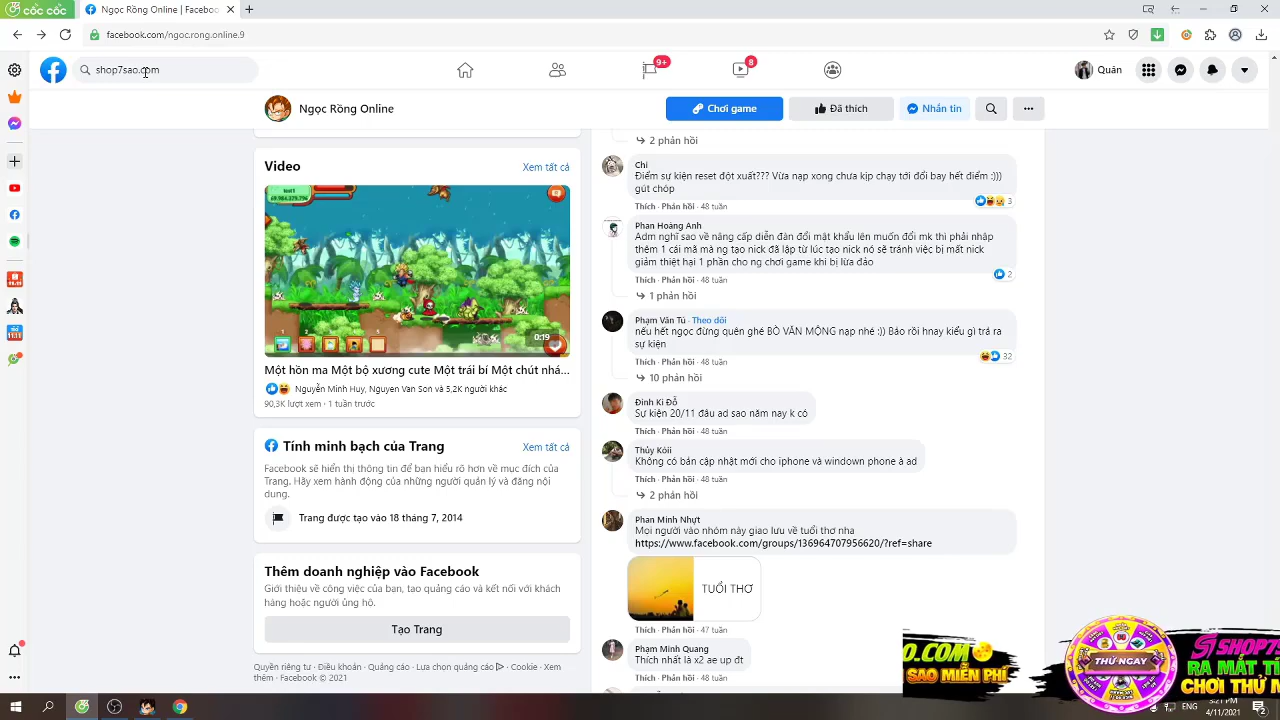 cốc cốc
Ngọc Rồng Online | Faceboo
facebook.com/ngoc.rong.online.9
shop7sao.com
9+
8
Quán
Ngọc Rồng Online
Chơi game
Đã thích
Nhắn tin
Video
Xem tất cả
0:19
Một hồn ma Một bộ xương cute Một trái bí Một chút nhá...
Nguyễn Minh Huy, Nguyen Van Son và 5,2K người khác
90,3K lượt xem · 1 tuần trước
Tính minh bạch của Trang
Xem tất cả
Facebook sẽ hiển thị thông tin để bạn hiểu rõ hơn về mục đích của
Trang. Hãy xem hành động của những người quản lý và đăng nội
dung.
Trang được tạo vào 18 tháng 7, 2014
Thêm doanh nghiệp vào Facebook
Giới thiệu về công việc của bạn, tạo quảng cáo và kết nối với khách
hàng hoặc người ủng hộ.
Tạo Trang
Quyền riêng tư · Điều khoản · Quảng cáo · Lựa chọn quảng cáo · Cookie · Xem
thêm · Facebook © 2021
2 phản hồi
Chí
Điểm sự kiện reset đột xuất??? Vừa nạp xong chưa kịp chạy tới đổi bay hết điểm :)))
gút chóp
Thích · Phản hồi · 48 tuần
3
Phan Hoàng Anh
Adm nghĩ sao về nâng cấp diễn đàn đổi mật khẩu lên muốn đổi mk thì phải nhập
thêm 1 cái mã mà ng tạo nick đã lập từ lúc tạo nick nó sẽ tránh việc bị mất nick
giảm thiệt hại 1 phần cho ng chơi game khi bị lừa đảo
Thích · Phản hồi · 48 tuần
2
1 phản hồi
Phạm Văn Tú · Theo dõi
nếu hết ngọc đừng quên ghé BÒ VĂN MỘNG nạp nhé :)) Bảo rồi hnay kiểu gì trả ra
sự kiện
Thích · Phản hồi · 48 tuần
32
10 phản hồi
Đinh Kì Đỗ
Sự kiện 20/11 đâu ad sao năm nay k có
Thích · Phản hồi · 48 tuần
Thủy Kòii
Không có bản cập nhật mới cho iphone và windown phone à ad
Thích · Phản hồi · 48 tuần
2 phản hồi
Phan Minh Nhựt
Mọi người vào nhóm này giao lưu về tuổi thơ nha
https://www.facebook.com/groups/136964707956620/?ref=share
TUỔI THƠ
Thích · Phản hồi · 47 tuần
Phạm Minh Quang
Thích nhất là x2 ae up đt
Thích · Phản hồi · 48 tuần
O.COM
SAO MIỄN PHÍ
THỬ NGAY
SHOP7S
RA MẮT TÍ
CHƠI THỬ M
3:21 PM
4/11/2021